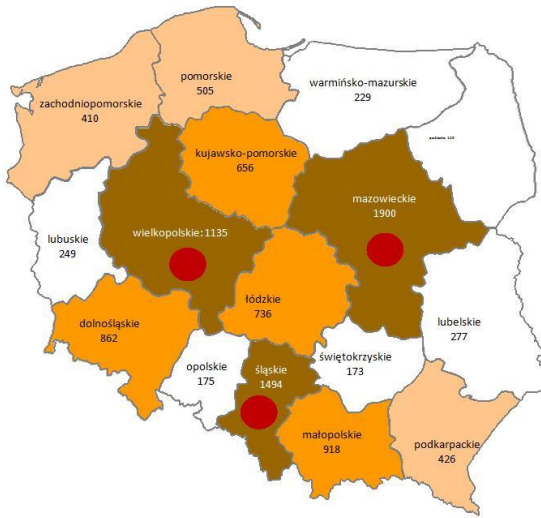 pomorskie
505
warmińsko-mazurskie
229
zachodniopomorskie
410
kujawsko-pomorskie
656
mazowieckie
1900
wielkopolskie:1135
lubuskie
249
łódzkie
736
dolnośląskie
862
lubelskie
277
opolskie
175
śląskie
1494
świętokrzyskie
173
małopolskie
918
podkarpackie
426